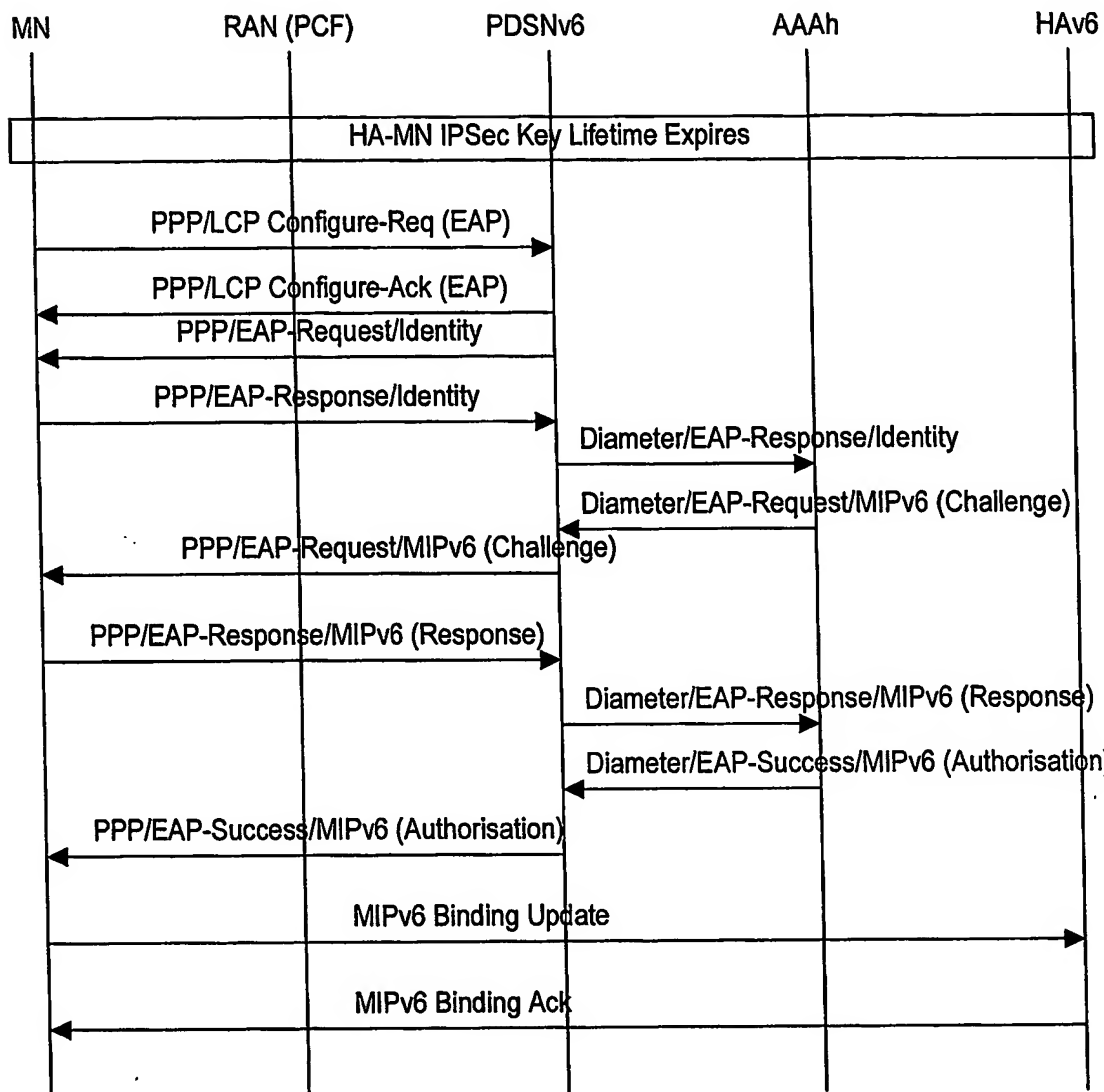 MN RAN (PCF) PDSNv6 AAAh HAv6
HA-MN IPSec Key Lifetime Expires
PPP/LCP Configure-Req (EAP)
PPP/LCP Configure-Ack (EAP)
PPP/EAP-Request/Identity
PPP/EAP-Response/Identity
Diameter/EAP-Response/Identity
Diameter/EAP-Request/MIPv6 (Challenge)
PPP/EAP-Request/MIPv6 (Challenge)
PPP/EAP-Response/MIPv6 (Response)
Diameter/EAP-Response/MIPv6 (Response)
Diameter/EAP-Success/MIPv6 (Authorisation)
PPP/EAP-Success/MIPv6 (Authorisation)
MIPv6 Binding Update
MIPv6 Binding Ack